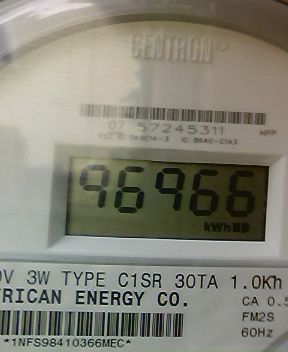 CENTRON
07 57245311 HPP
96966
kWh
V 3W TYPE C1SR 30TA 1.0Kh
RICAN ENERGY CO. CA 0.5
FM2S
*1NFS98410366MEC* 60Hz